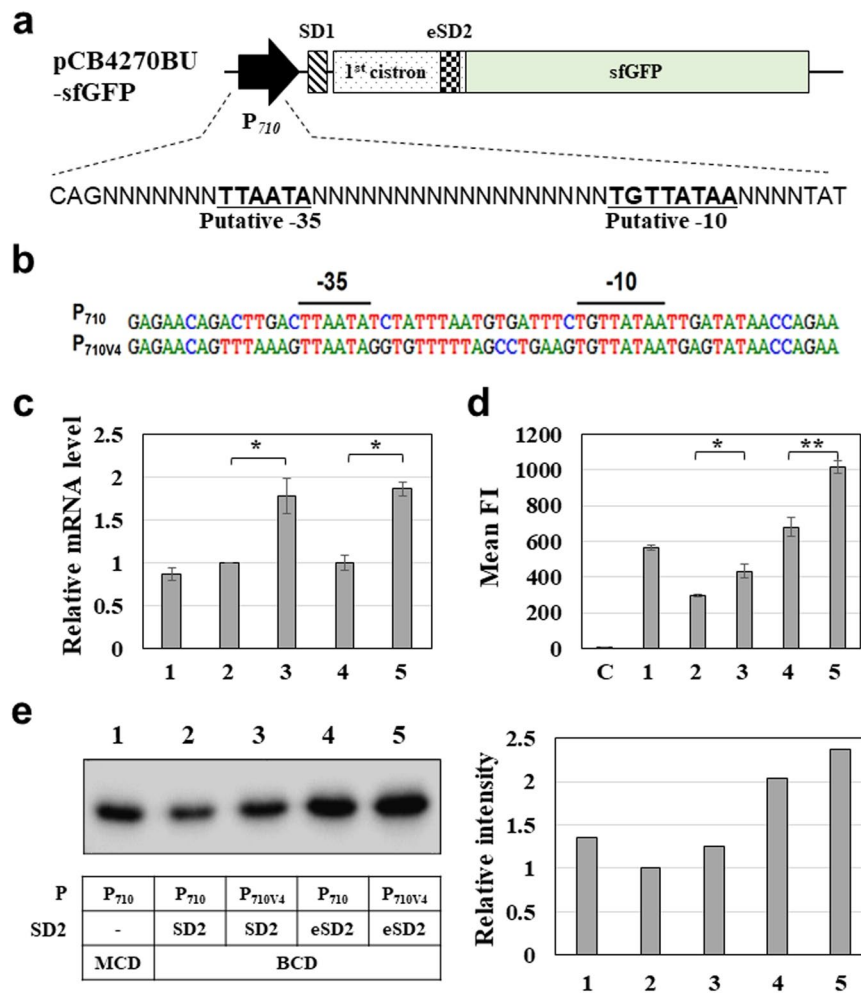 a
SD1 eSD2
pCB4270BU
-sfGFP
1st cistron
sfGFP
P710
CAGNNNNNNNTTAATANNNNNNNNNNNNNNNNNNNTGTTATAANNNNTAT
Putative -35 Putative -10
b
-35 -10
P710 GAGAACAGACTTGACTTAATATCTATTTAATGTGATTTCTGTTATAATTGATATAACCAGAA
P710V4 GAGAACAGTTTAAAGTTAATAGGTGTTTTTAGCCTGAAGTGTTATAATGAGTATAACCAGAA
c
Relative mRNA level
2.5
2
1.5
1
0.5
0
* *
1 2 3 4 5
d
Mean FI
1200
1000
800
600
400
200
0
* **
C 1 2 3 4 5
e
1 2 3 4 5
P P710 P710 P710V4 P710 P710V4
SD2 - SD2 SD2 eSD2 eSD2
MCD BCD
Relative intensity
2.5
2
1.5
1
0.5
0
1 2 3 4 5